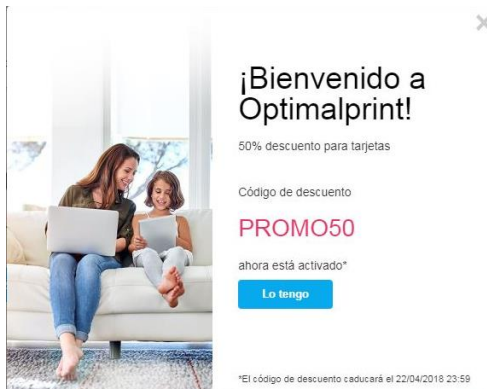 ¡Bienvenido a
Optimalprint!
50% descuento para tarjetas
Código de descuento
PROMO50
ahora está activado*
Lo tengo
*El código de descuento caducará el 22/04/2018 23:59